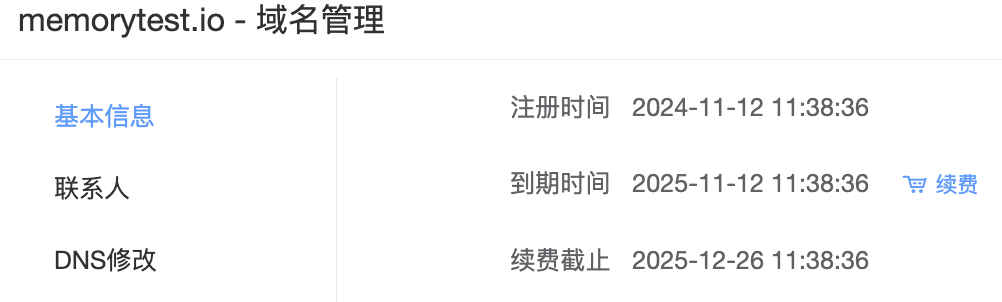 memorytest.io - 域名管理
基本信息
联系人
DNS修改
注册时间 2024-11-12 11:38:36
到期时间 2025-11-12 11:38:36 续费
续费截止 2025-12-26 11:38:36